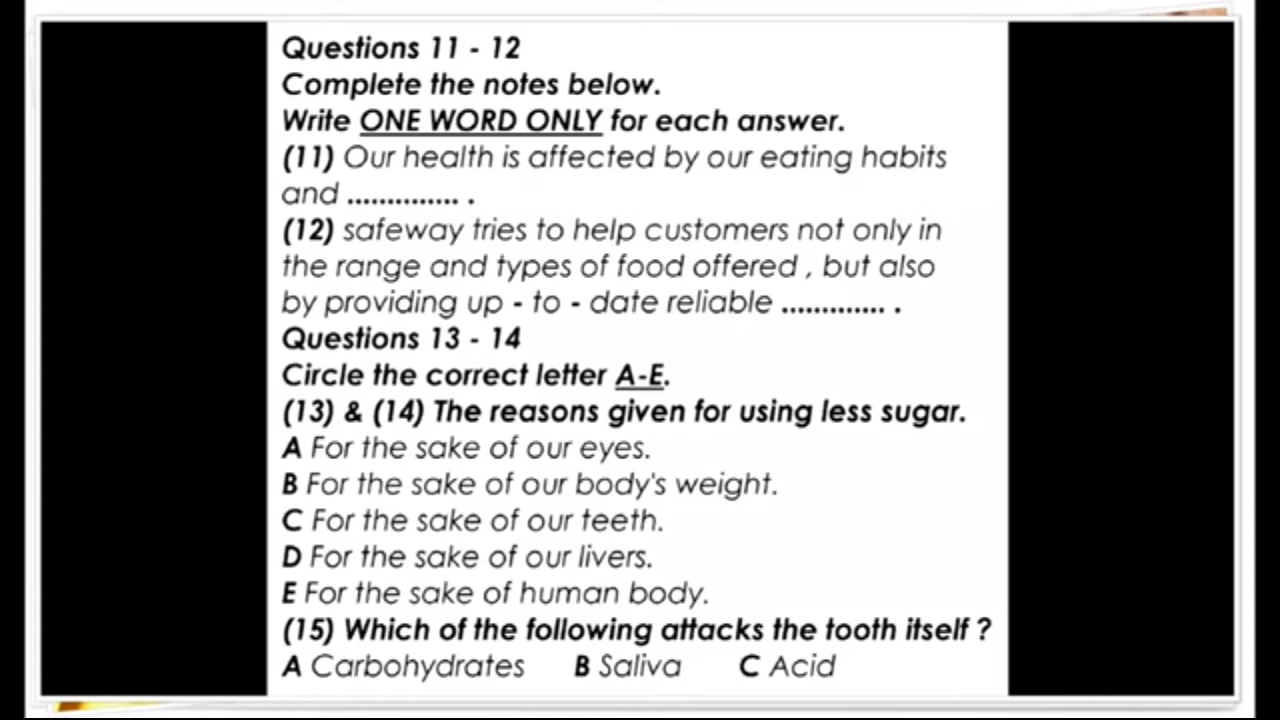 Questions 11 - 12
Complete the notes below.
Write ONE WORD ONLY for each answer.
(11) Our health is affected by our eating habits
and .............. .
(12) safeway tries to help customers not only in
the range and types of food offered , but also
by providing up - to - date reliable ............. .
Questions 13 - 14
Circle the correct letter A-E.
(13) & (14) The reasons given for using less sugar.
A For the sake of our eyes.
B For the sake of our body's weight.
C For the sake of our teeth.
D For the sake of our livers.
E For the sake of human body.
(15) Which of the following attacks the tooth itself ?
A Carbohydrates B Saliva C Acid